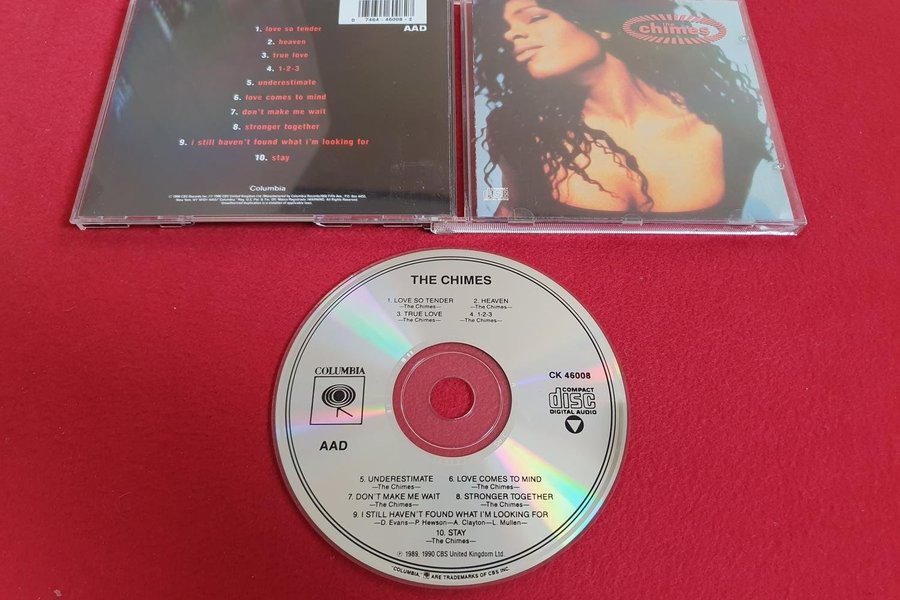 0 7464-46008-2
AAD
1. love so tender
2. heaven
3. true love
4. 1-2-3
5. underestimate
6. love comes to mind
7. don't make me wait
8. stronger together
9. i still haven't found what i'm looking for
10. stay
Columbia
the
chimes
THE CHIMES
1. LOVE SO TENDER 2. HEAVEN
—The Chimes— —The Chimes—
3. TRUE LOVE 4. 1-2-3
—The Chimes— —The Chimes—
COLUMBIA
AAD
CK 46008
COMPACT
disc
DIGITAL AUDIO
5. UNDERESTIMATE 6. LOVE COMES TO MIND
—The Chimes— —The Chimes—
7. DON'T MAKE ME WAIT 8. STRONGER TOGETHER
—The Chimes— —The Chimes—
9. I STILL HAVEN'T FOUND WHAT I'M LOOKING FOR
—D. Evans—P. Hewson—A. Clayton—L. Mullen—
10. STAY
—The Chimes—
℗ 1989, 1990 CBS United Kingdom Ltd.
"COLUMBIA," ARE TRADEMARKS OF CBS INC.